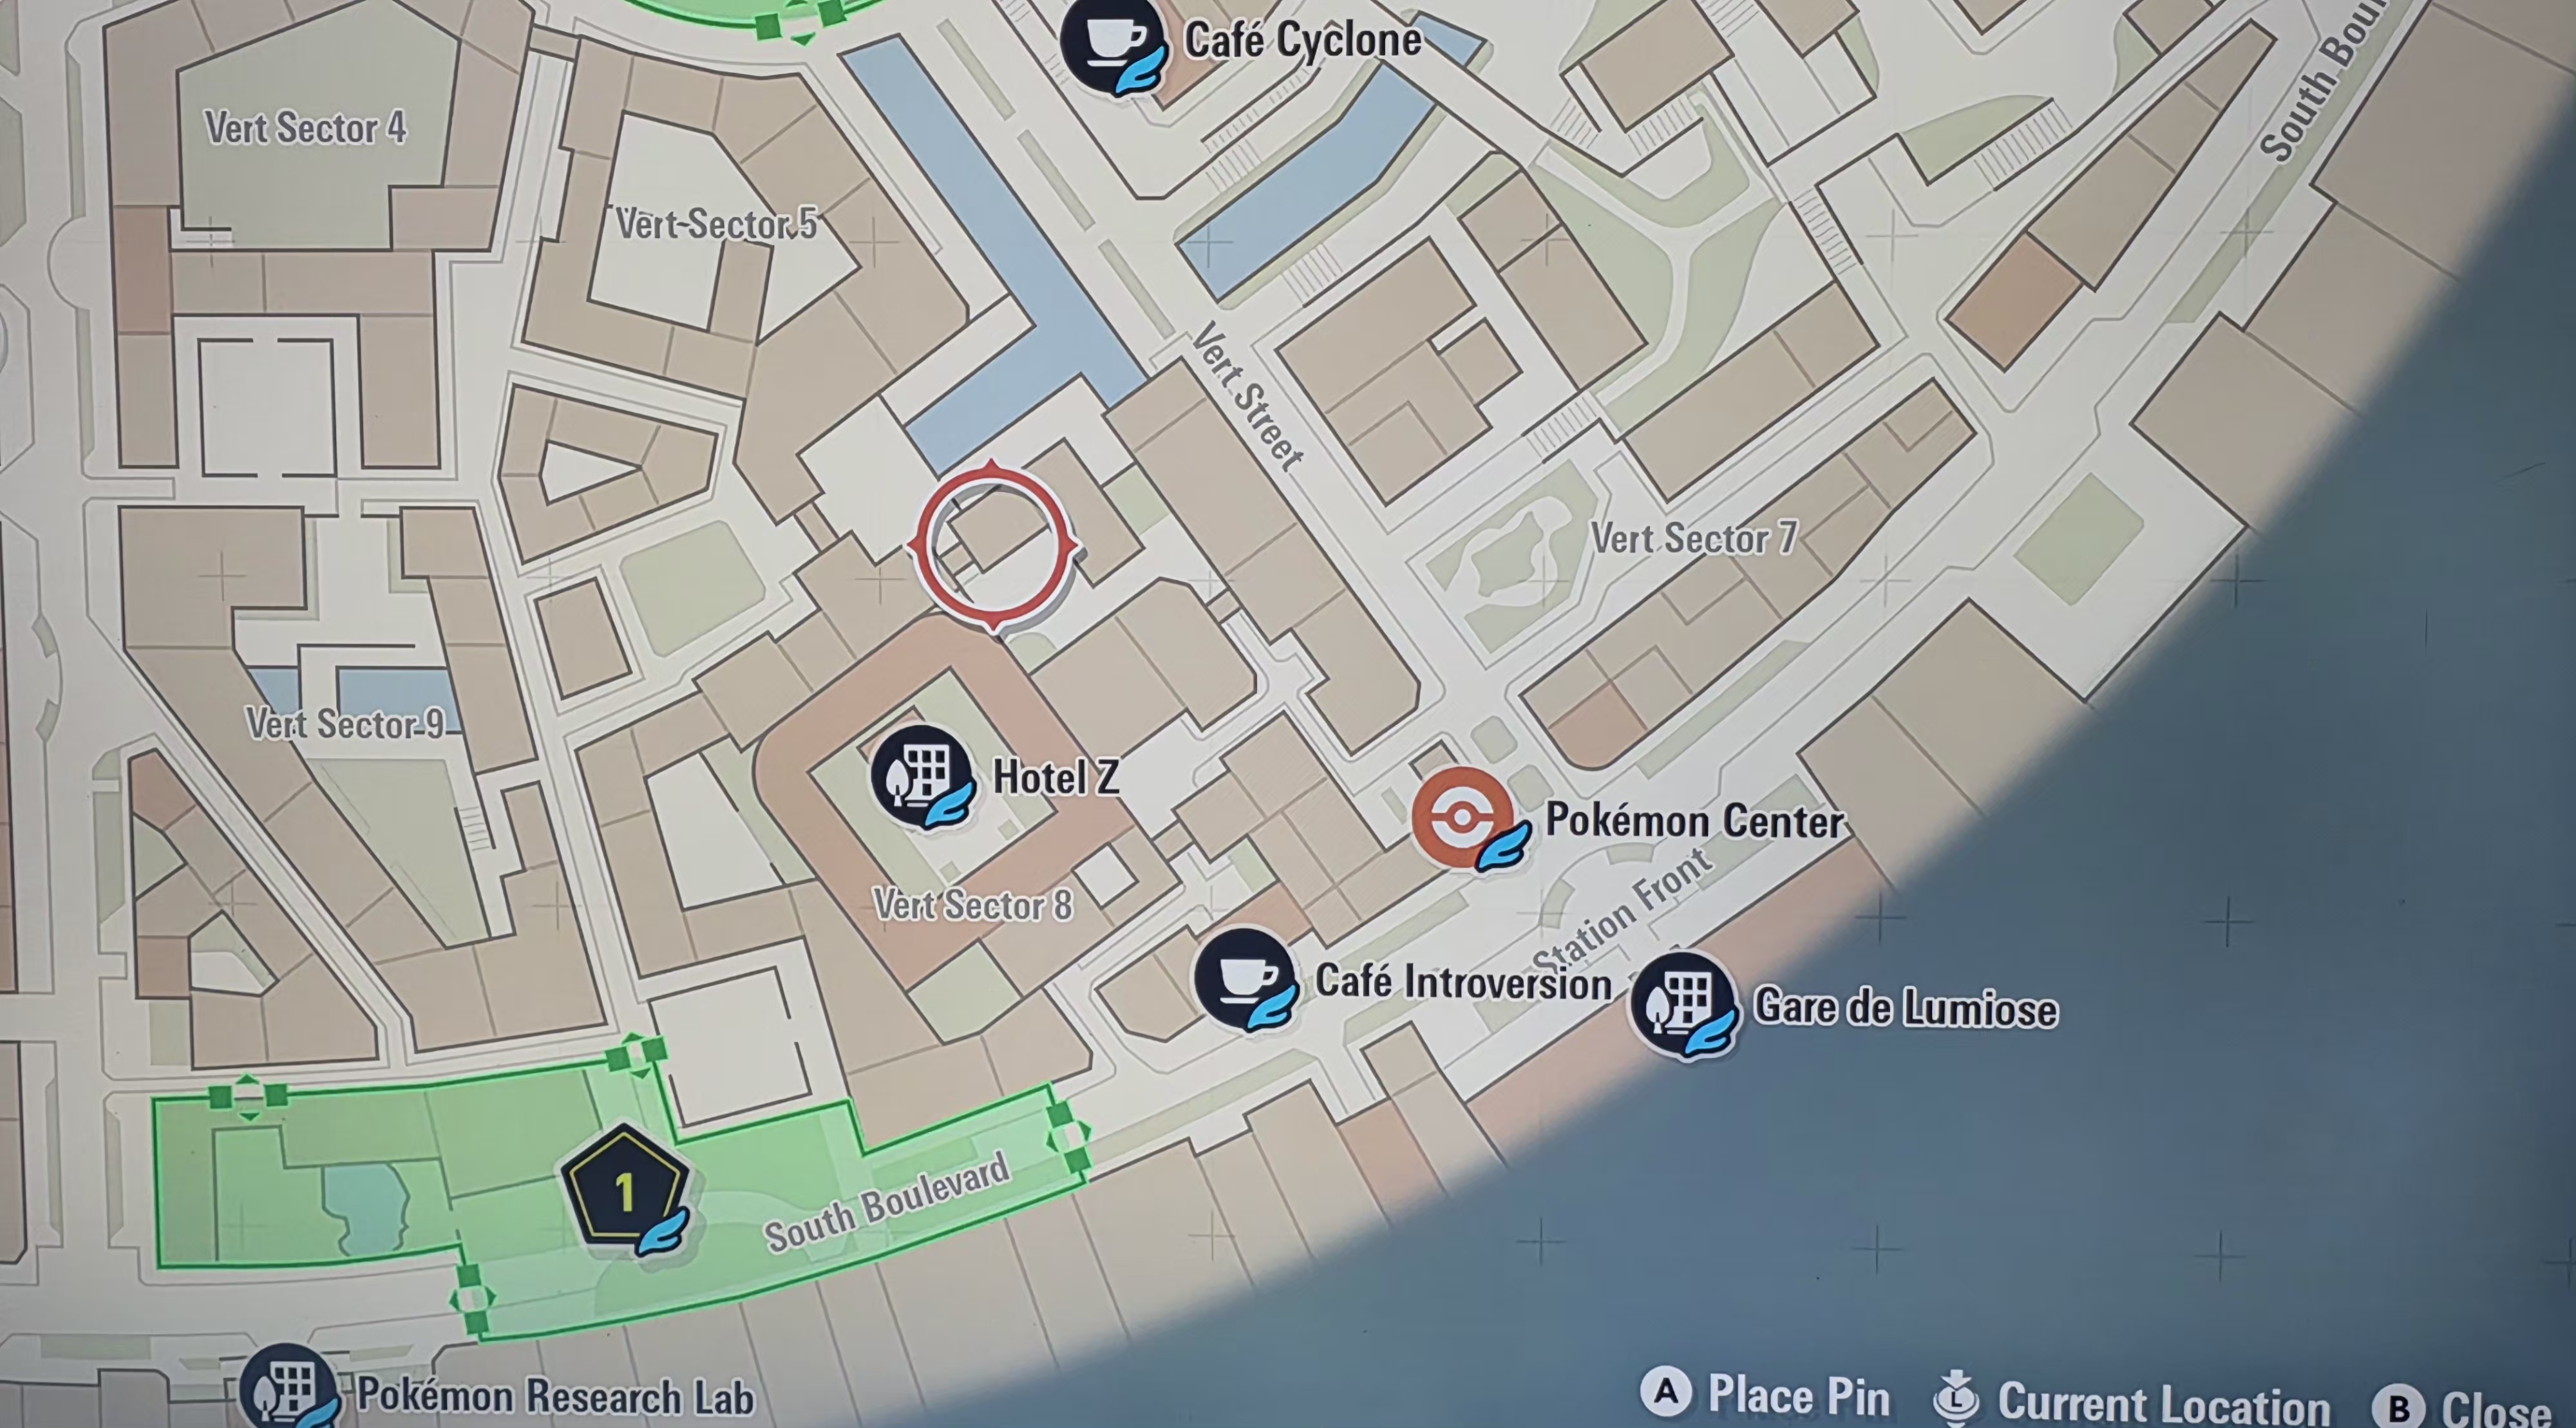 Café Cyclone
Vert Sector 4
South Boul
Vert Sector 5
Vert Street
Vert Sector 7
Vert Sector 9
Hotel Z
Pokémon Center
Vert Sector 8
Station Front
Café Introversion
Gare de Lumiose
1
South Boulevard
Pokémon Research Lab
A Place Pin
L Current Location
B Close